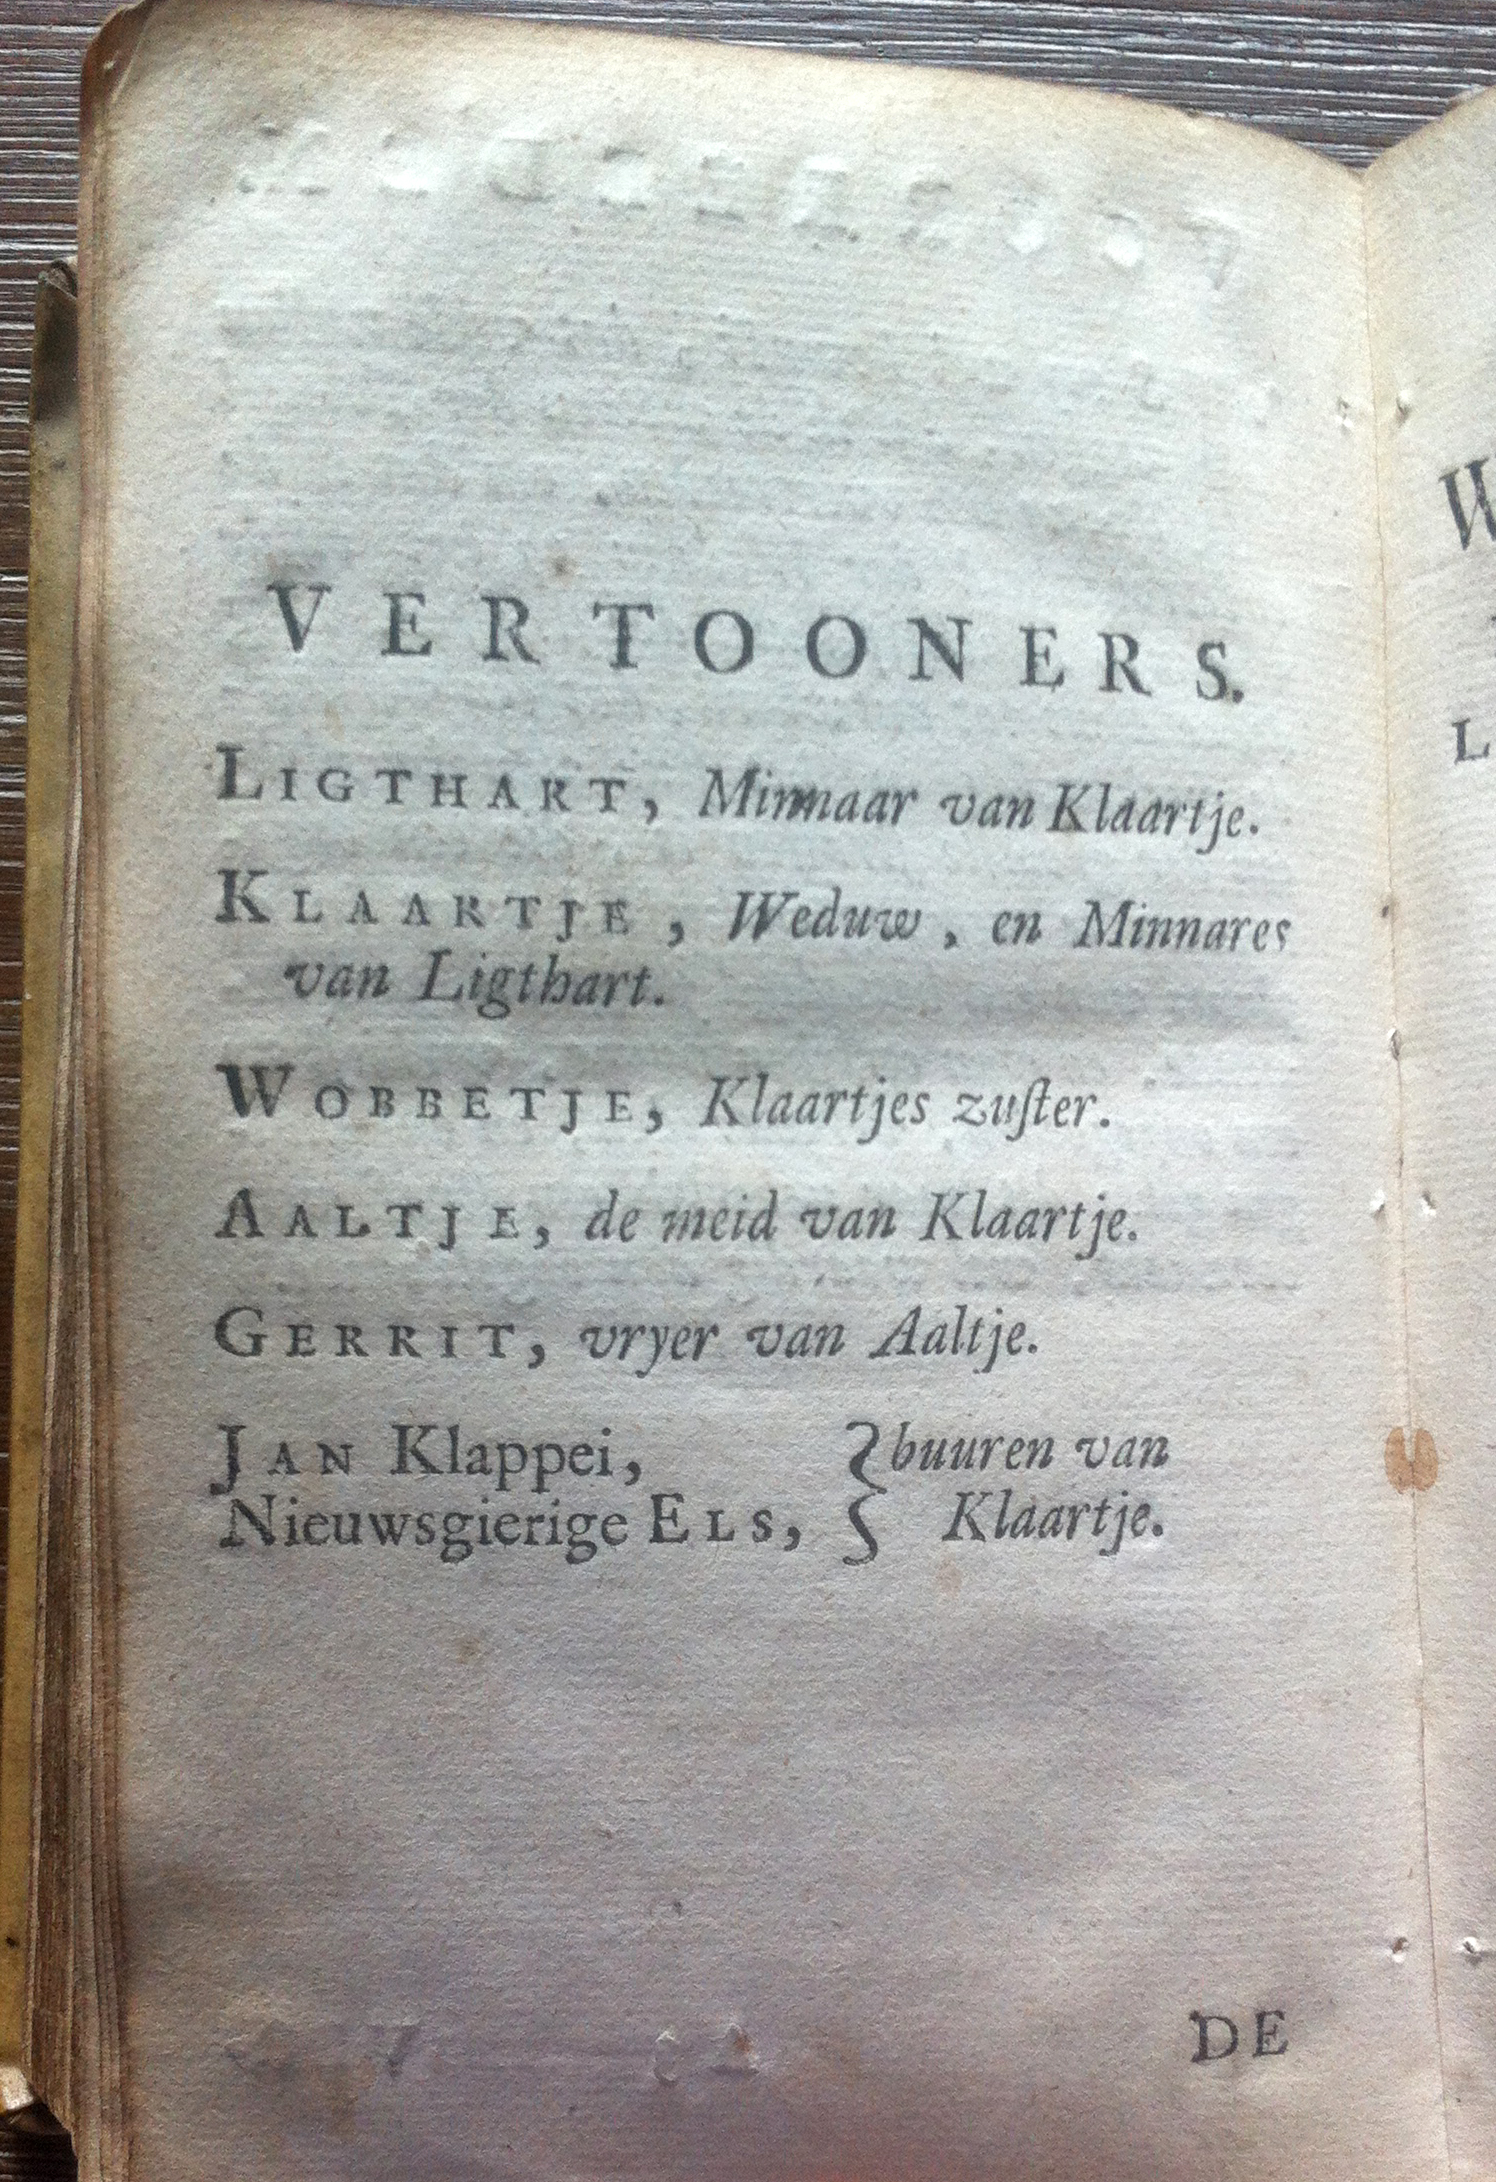 VERTOONERS.
LIGTHART, Minnaar van Klaartje.
KLAARTJE, Weduw, en Minnares
van Ligthart.
WOBBETJE, Klaartjes zuſter.
AALTJE, de meid van Klaartje.
GERRIT, vryer van Aaltje.
JAN Klappei, } buuren van
Nieuwsgierige ELS, Klaartje.
DE
W
L